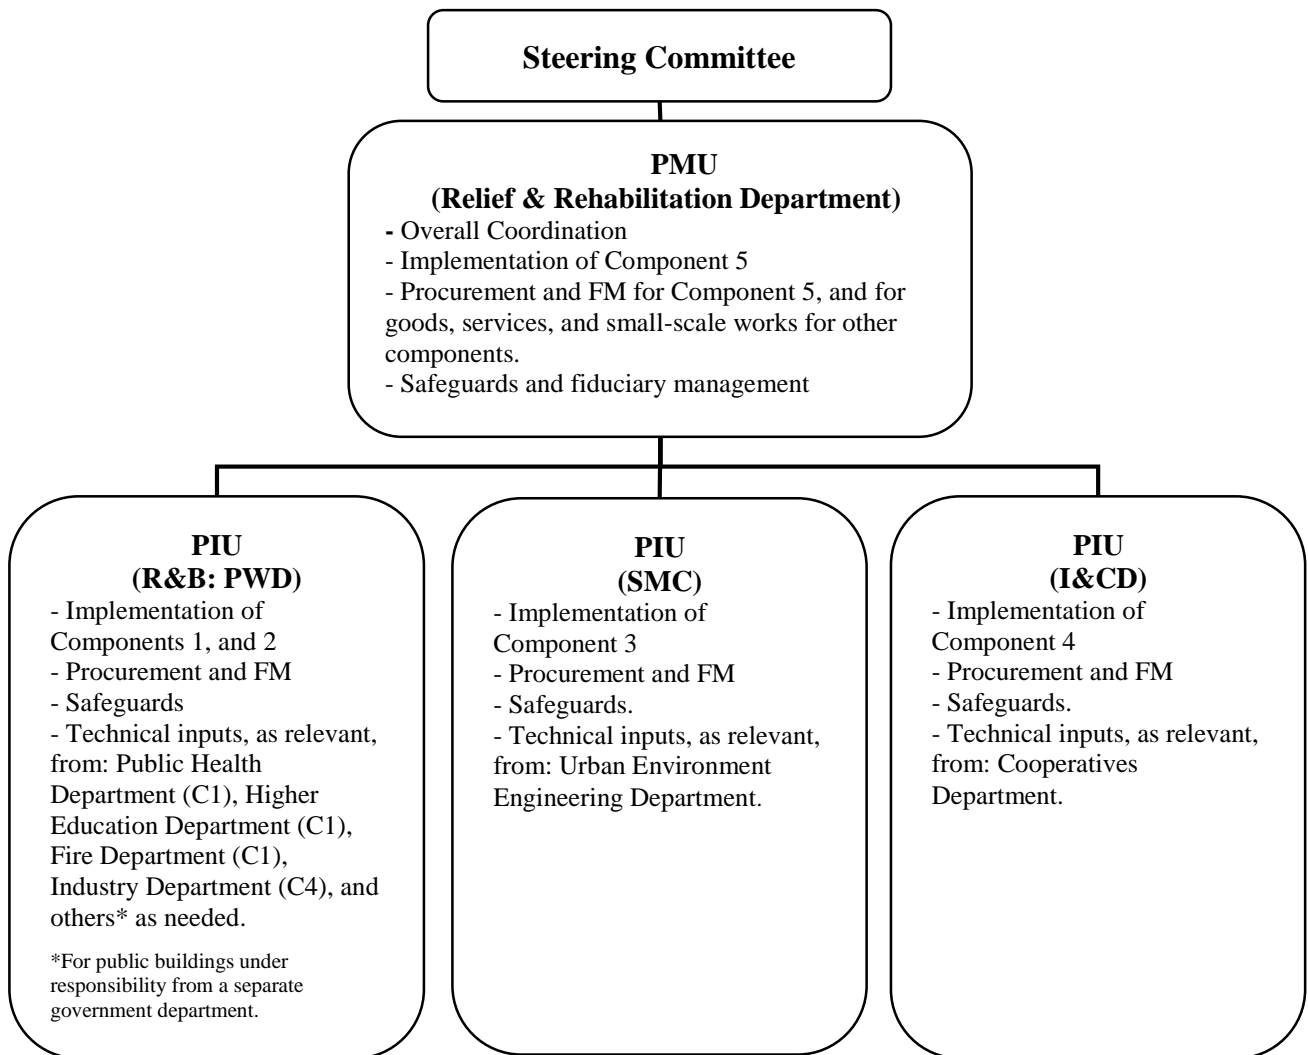 Steering Committee
PMU
(Relief & Rehabilitation Department)
- Overall Coordination
- Implementation of Component 5
- Procurement and FM for Component 5, and for
goods, services, and small-scale works for other
components.
- Safeguards and fiduciary management
PIU
(R&B: PWD)
- Implementation of
Components 1, and 2
- Procurement and FM
- Safeguards
- Technical inputs, as relevant,
from: Public Health
Department (C1), Higher
Education Department (C1),
Fire Department (C1),
Industry Department (C4), and
others* as needed.
*For public buildings under
responsibility from a separate
government department.
PIU
(SMC)
- Implementation of
Component 3
- Procurement and FM
- Safeguards.
- Technical inputs, as relevant,
from: Urban Environment
Engineering Department.
PIU
(I&CD)
- Implementation of
Component 4
- Procurement and FM
- Safeguards.
- Technical inputs, as relevant,
from: Cooperatives
Department.